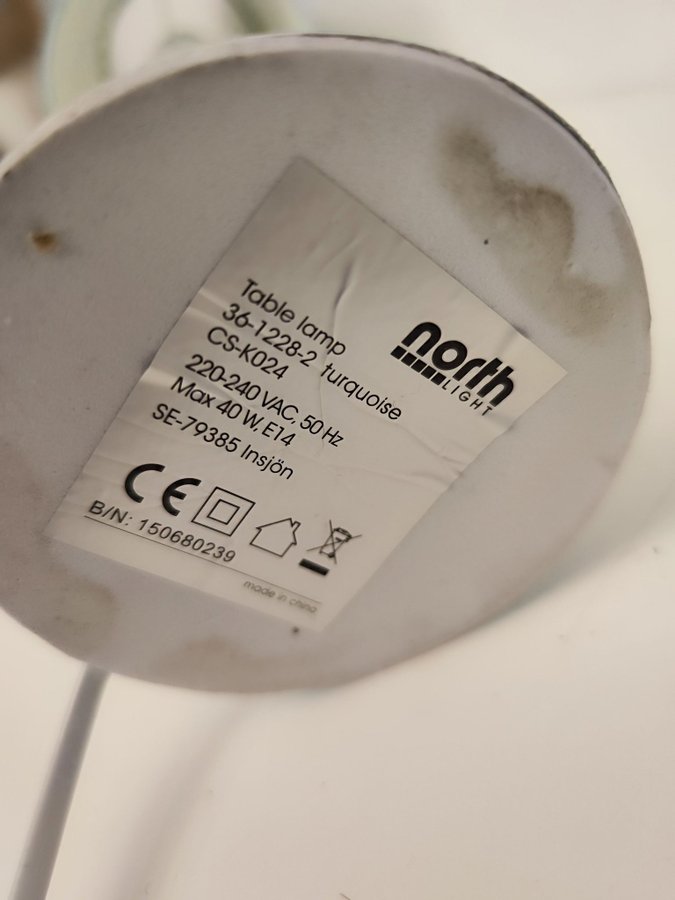 north
LIGHT
Table lamp
36-1228-2 turquoise
CS-K024
220-240 VAC, 50 Hz
Max 40 W, E14
SE-79385 Insjön
CE
B/N: 150680239
made in china